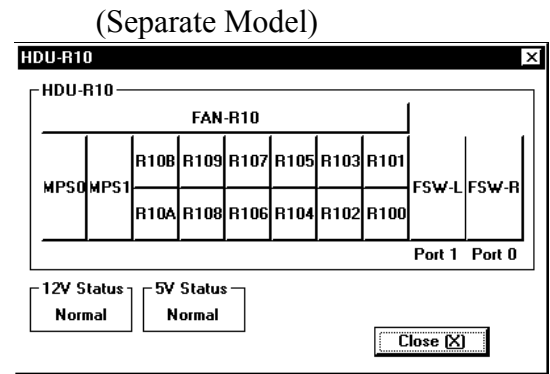 (Separate Model)
HDU-R10
HDU-R10
FAN-R10
MPS0 MPS1 R10B R109 R107 R105 R103 R101 FSW-L FSW-R
R10A R108 R106 R104 R102 R100
Port 1 Port 0
12V Status 5V Status
Normal Normal
Close (X)